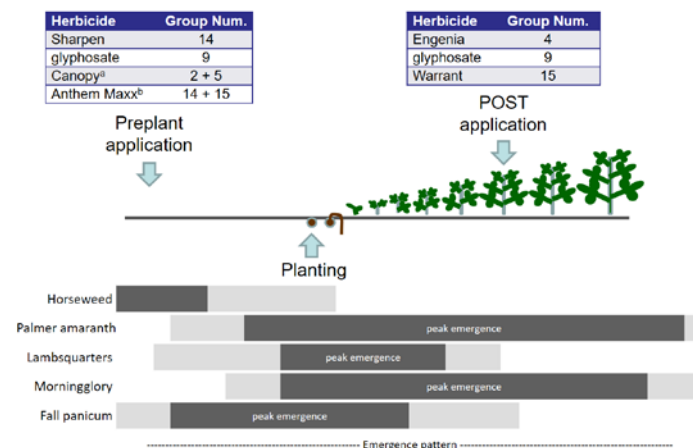 Herbicide Group Num.
Sharpen 14
glyphosate 9
Canopyᵃ 2 + 5
Anthem Maxxᵇ 14 + 15
Herbicide Group Num.
Engenia 4
glyphosate 9
Warrant 15
Preplant
application
POST
application
Planting
Horseweed
Palmer amaranth peak emergence
Lambsquarters peak emergence
Morningglory peak emergence
Fall panicum peak emergence
Emergence pattern